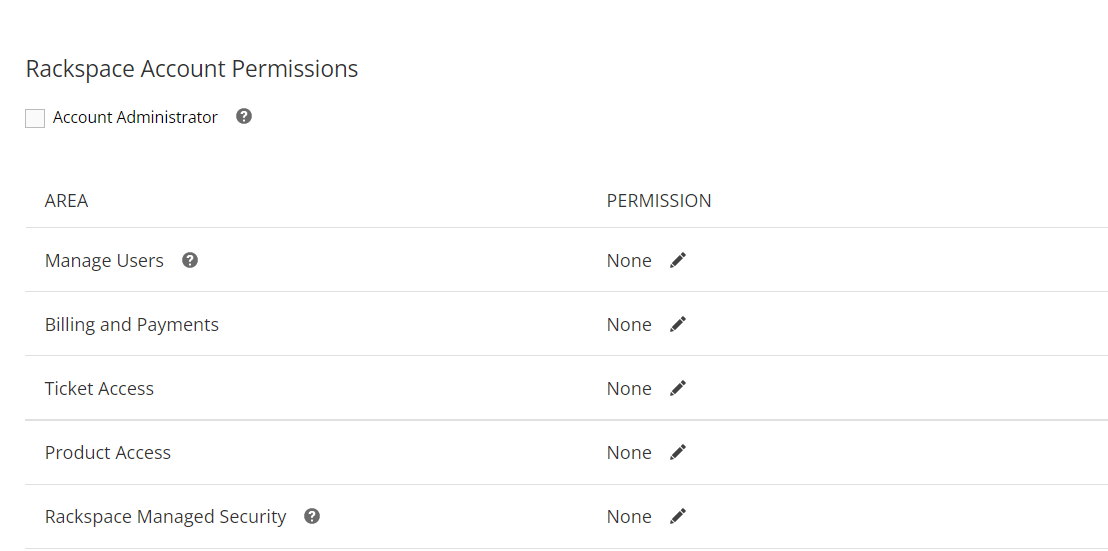 Rackspace Account Permissions
Account Administrator ?
AREA PERMISSION
Manage Users ? None
Billing and Payments None
Ticket Access None
Product Access None
Rackspace Managed Security ? None